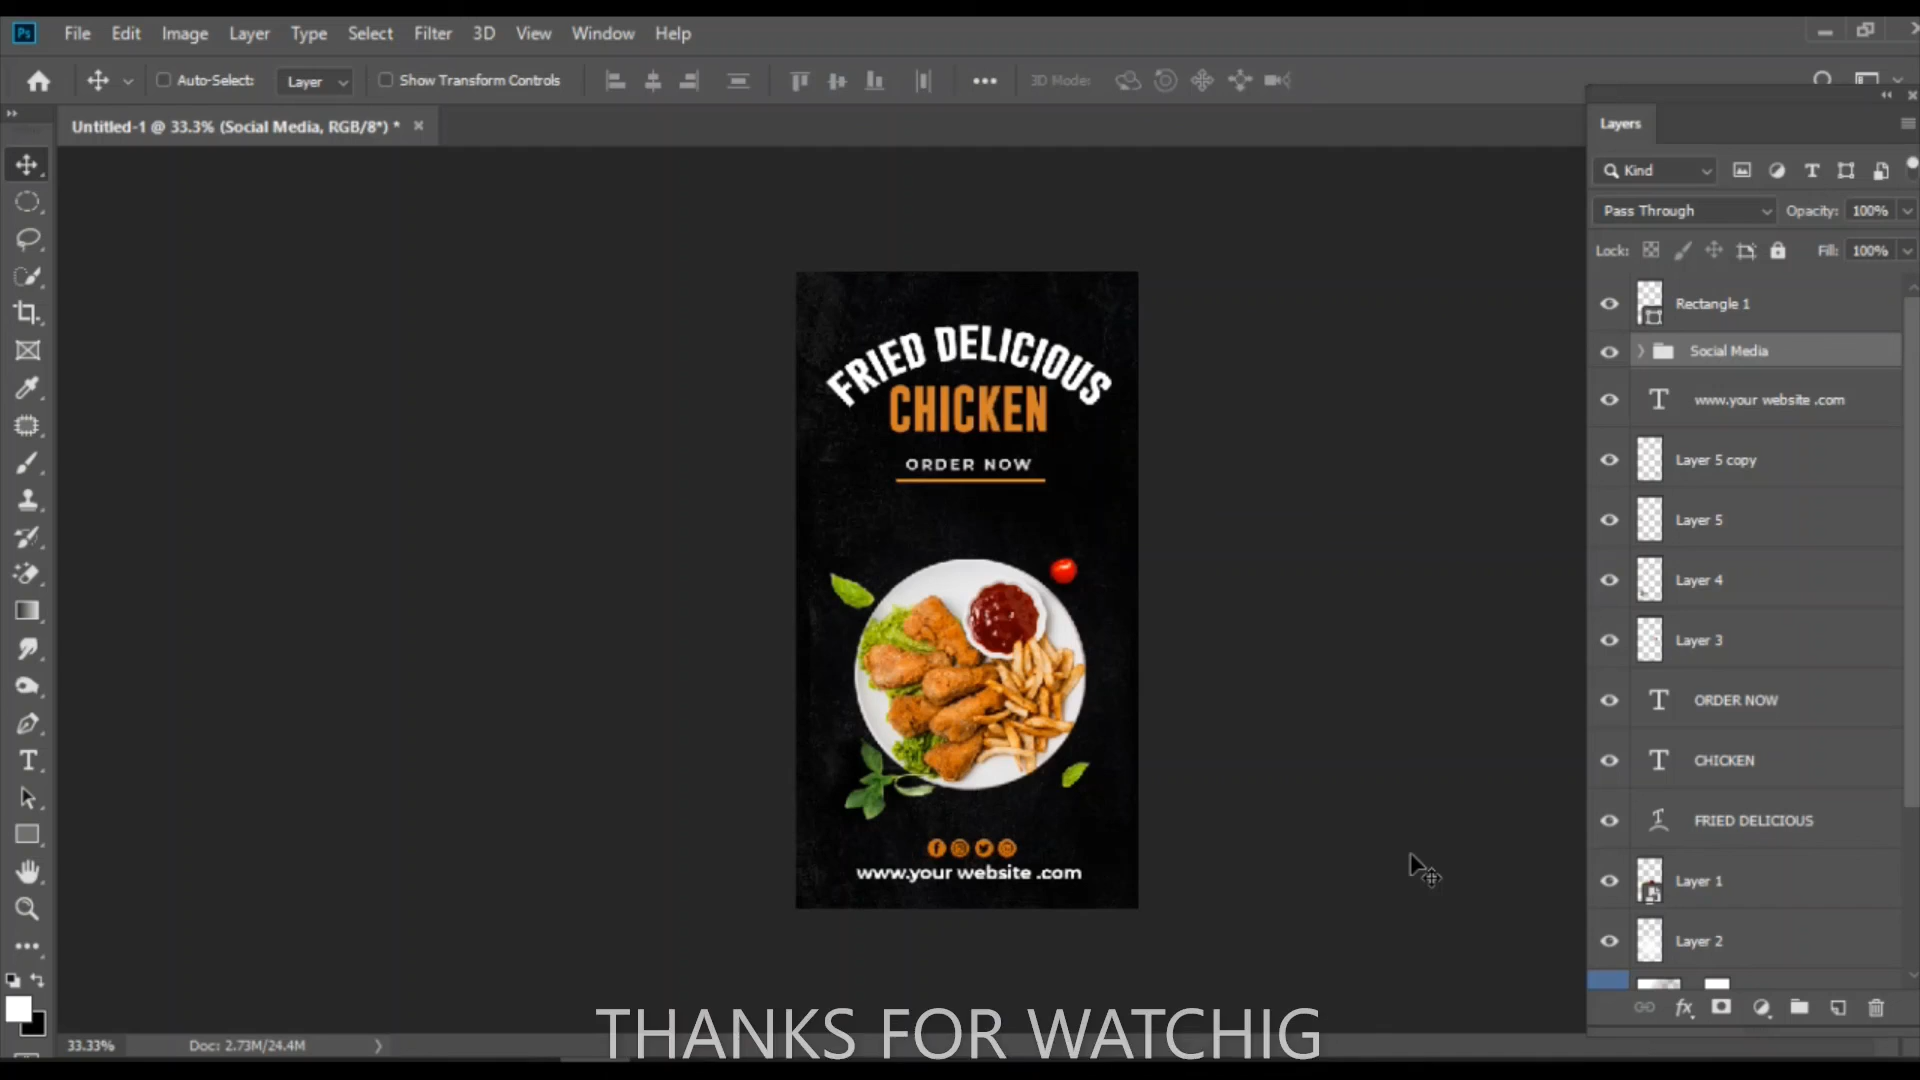 Ps File Edit Image Layer Type Select Filter 3D View Window Help
Auto-Select: Layer Show Transform Controls 3D Mode:
Untitled-1 @ 33.3% (Social Media, RGB/8*) * ×
Layers
Kind
Pass Through Opacity: 100%
Lock: Fill: 100%
Rectangle 1
Social Media
www.your website .com
Layer 5 copy
Layer 5
Layer 4
Layer 3
ORDER NOW
CHICKEN
FRIED DELICIOUS
Layer 1
Layer 2
FRIED DELICIOUS
CHICKEN
ORDER NOW
www.your website .com
33.33% Doc: 2.73M/24.4M
THANKS FOR WATCHIG